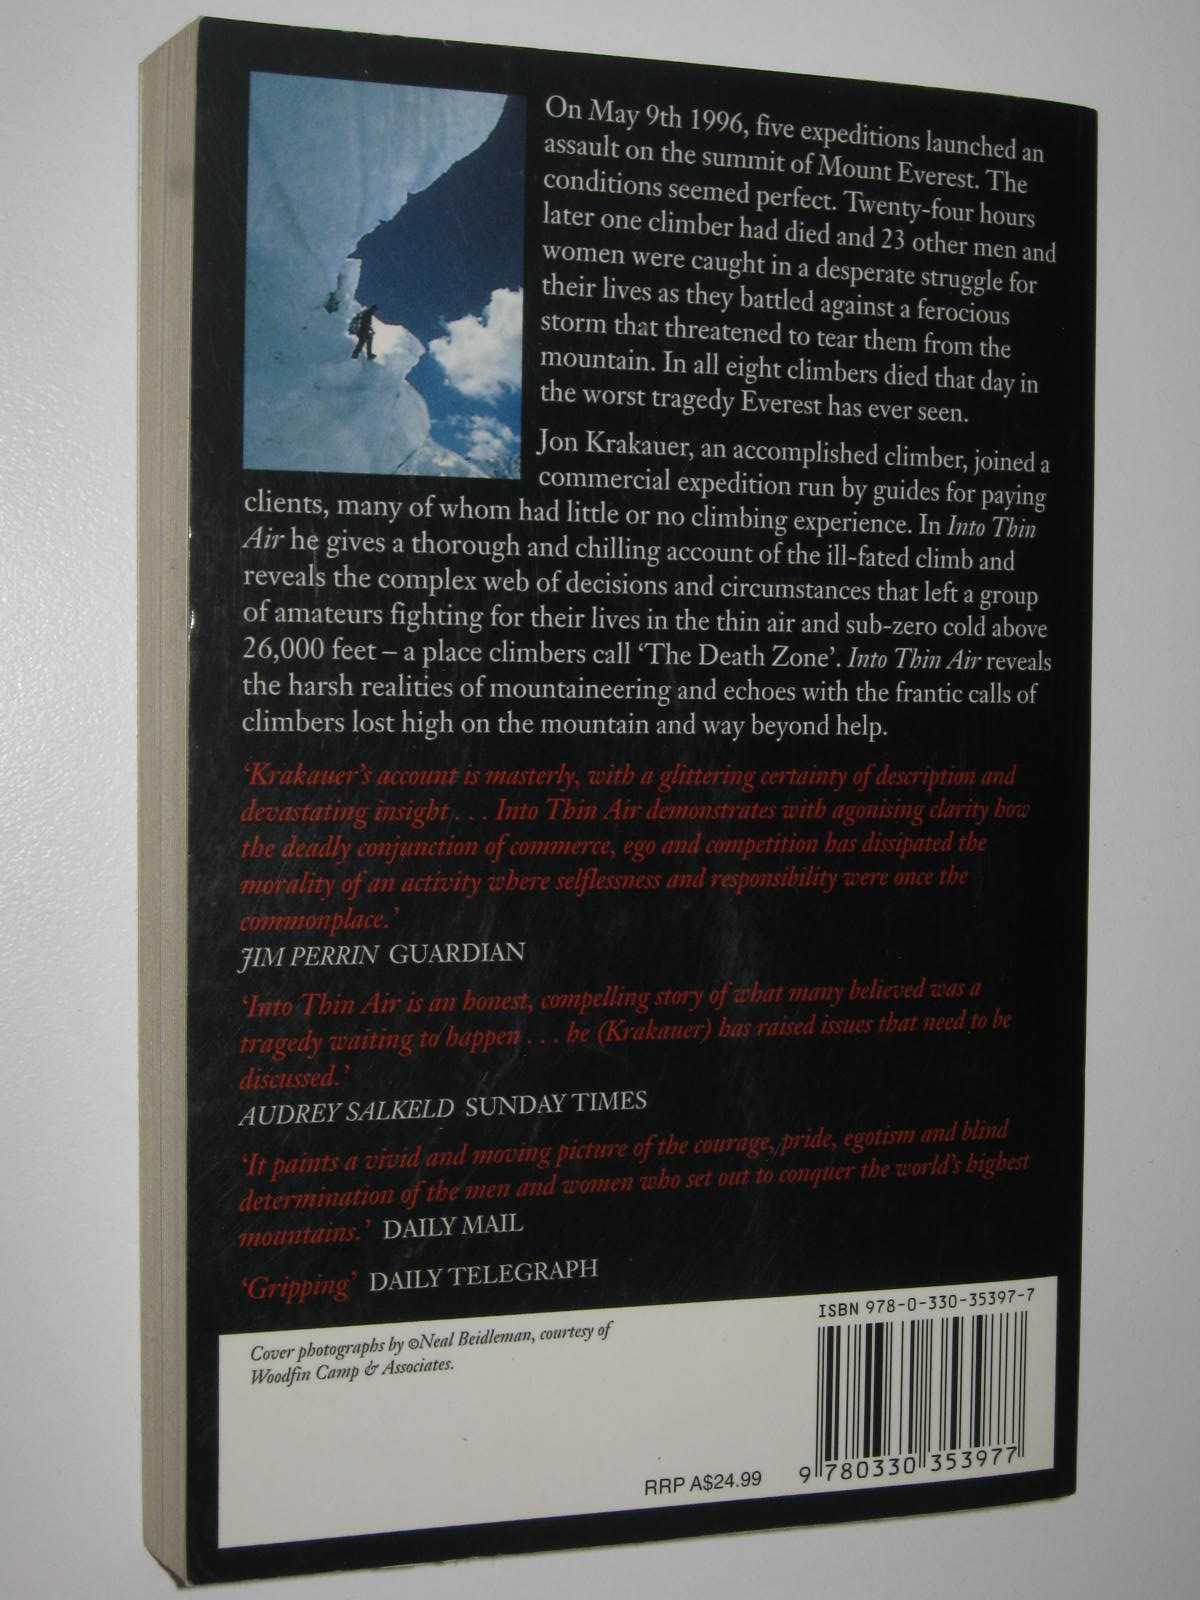 On May 9th 1996, five expeditions launched an
assault on the summit of Mount Everest. The
conditions seemed perfect. Twenty-four hours
later one climber had died and 23 other men and
women were caught in a desperate struggle for
their lives as they battled against a ferocious
storm that threatened to tear them from the
mountain. In all eight climbers died that day in
the worst tragedy Everest has ever seen.
Jon Krakauer, an accomplished climber, joined a
commercial expedition run by guides for paying
clients, many of whom had little or no climbing experience. In Into Thin
Air he gives a thorough and chilling account of the ill-fated climb and
reveals the complex web of decisions and circumstances that left a group
of amateurs fighting for their lives in the thin air and sub-zero cold above
26,000 feet – a place climbers call ‘The Death Zone’. Into Thin Air reveals
the harsh realities of mountaineering and echoes with the frantic calls of
climbers lost high on the mountain and way beyond help.
‘Krakauer’s account is masterly, with a glittering certainty of description and
devastating insight . . . Into Thin Air demonstrates with agonising clarity how
the deadly conjunction of commerce, ego and competition has dissipated the
morality of an activity where selflessness and responsibility were once the
commonplace.’
JIM PERRIN GUARDIAN
‘Into Thin Air is an honest, compelling story of what many believed was a
tragedy waiting to happen . . . he (Krakauer) has raised issues that need to be
discussed.’
AUDREY SALKELD SUNDAY TIMES
‘It paints a vivid and moving picture of the courage, pride, egotism and blind
determination of the men and women who set out to conquer the world’s highest
mountains.’ DAILY MAIL
‘Gripping’ DAILY TELEGRAPH
Cover photographs by ©Neal Beidleman, courtesy of
Woodfin Camp & Associates.
ISBN 978-0-330-35397-7
9 780330 353977
RRP A$24.99